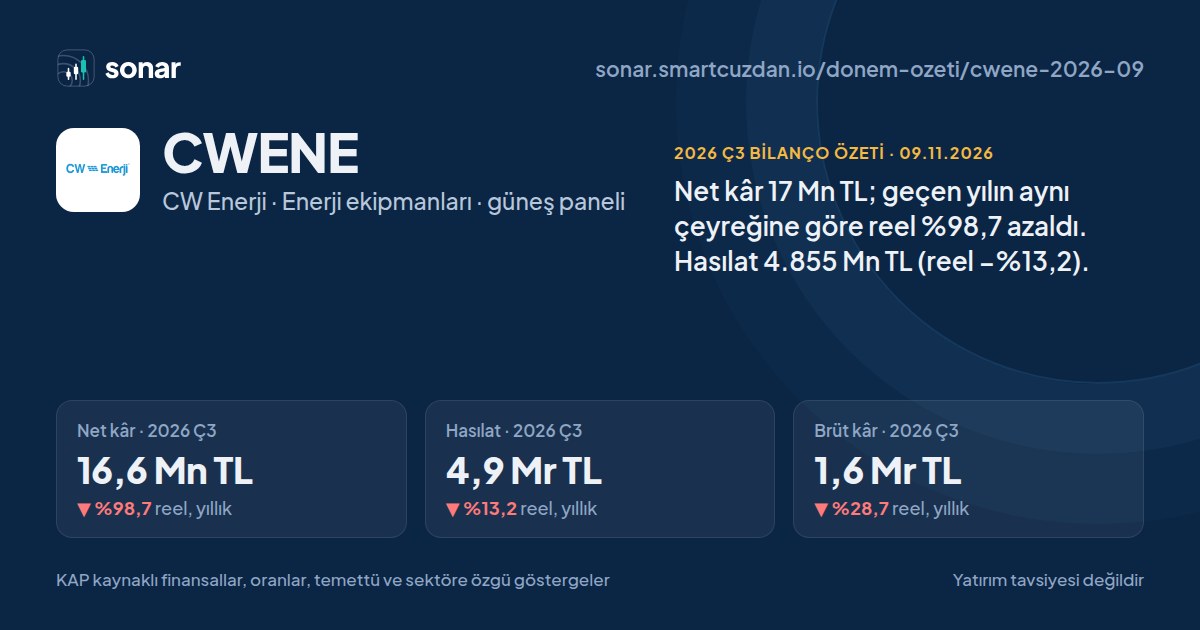 sonar
sonar.smartcuzdan.io/donem-ozeti/cwene-2026-09
CW Enerji
CWENE
CW Enerji · Enerji ekipmanları · güneş paneli
2026 Ç3 BİLANÇO ÖZETİ · 09.11.2026
Net kâr 17 Mn TL; geçen yılın aynı
çeyreğine göre reel %98,7 azaldı.
Hasılat 4.855 Mn TL (reel −%13,2).
Net kâr · 2026 Ç3
16,6 Mn TL
▼ %98,7 reel, yıllık
Hasılat · 2026 Ç3
4,9 Mr TL
▼ %13,2 reel, yıllık
Brüt kâr · 2026 Ç3
1,6 Mr TL
▼ %28,7 reel, yıllık
KAP kaynaklı finansallar, oranlar, temettü ve sektöre özgü göstergeler
Yatırım tavsiyesi değildir